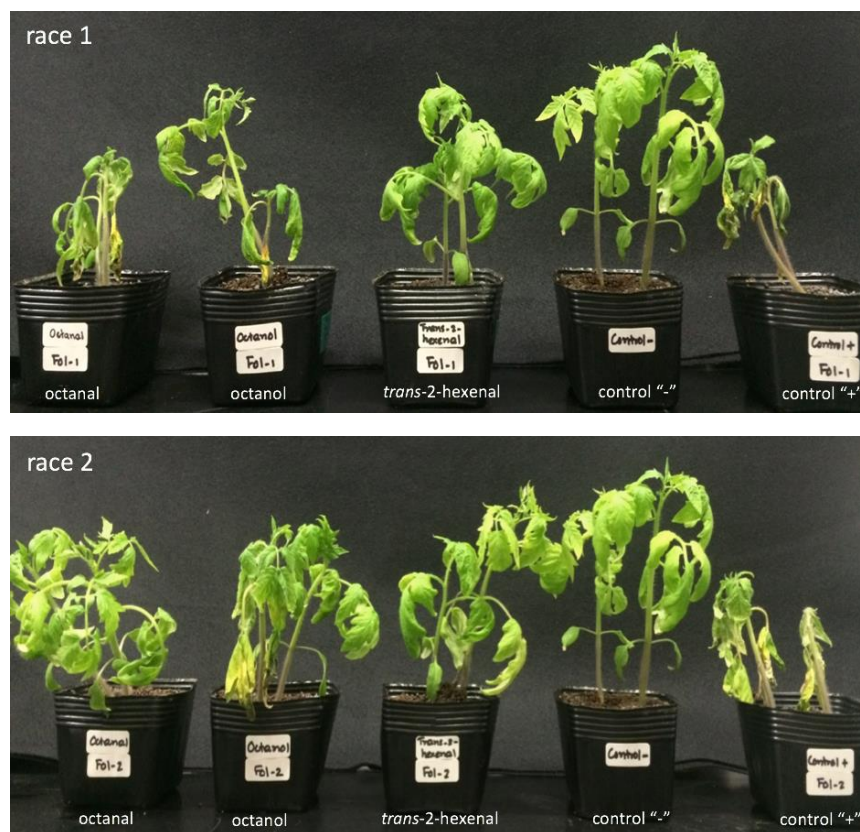 race 1
Octanal
Fol-1
Octanol
Fol-1
Trans-2-
hexenal
Fol-1
Control-
Control+
Fol-1
octanal
octanol
trans-2-hexenal
control “-”
control “+”
race 2
Octanal
Fol-2
Octanol
Fol-2
Trans-2-
hexenal
Fol-2
Control-
Control+
Fol-2
octanal
octanol
trans-2-hexenal
control “-”
control “+”